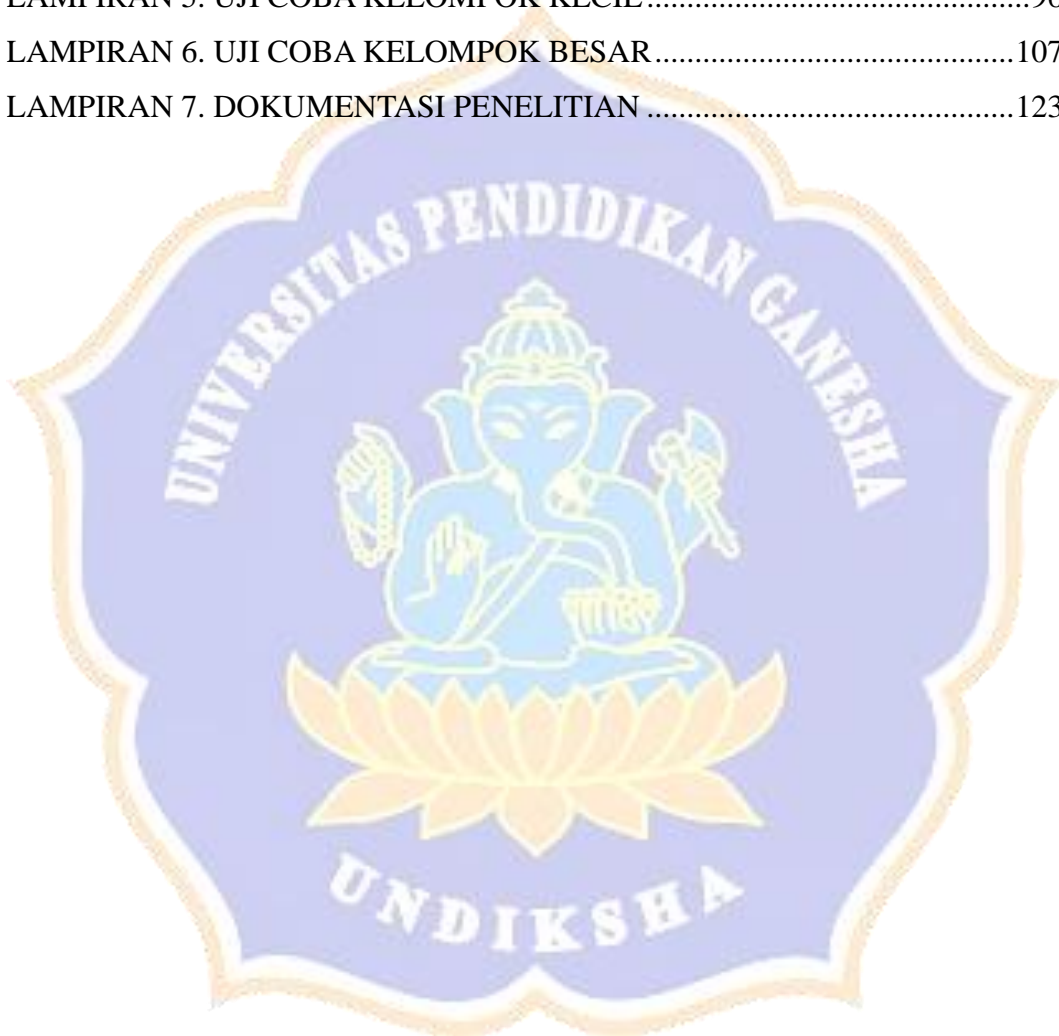 LAMPIRAN 6. UJI COBA KELOMPOK BESAR.....................................................107
LAMPIRAN 7. DOKUMENTASI PENELITIAN ..............................................123
UNIVERSITAS PENDIDIKAN GANESHA
UNDIKSHA